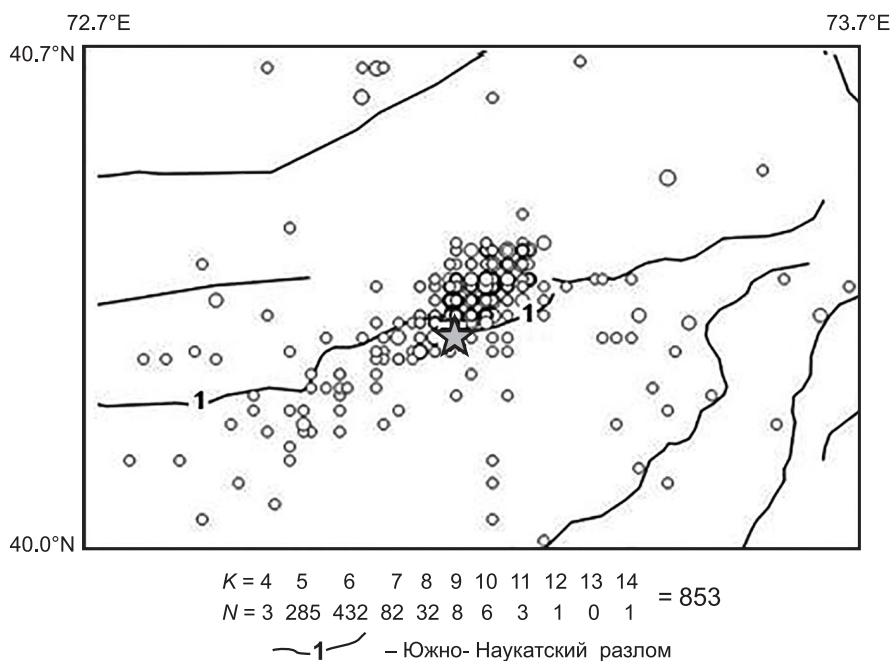 72.7°E 73.7°E
40.7°N
1
1
40.0°N
K = 4 5 6 7 8 9 10 11 12 13 14
N = 3 285 432 82 32 8 6 3 1 0 1 = 853
1 – Южно- Наукатский разлом